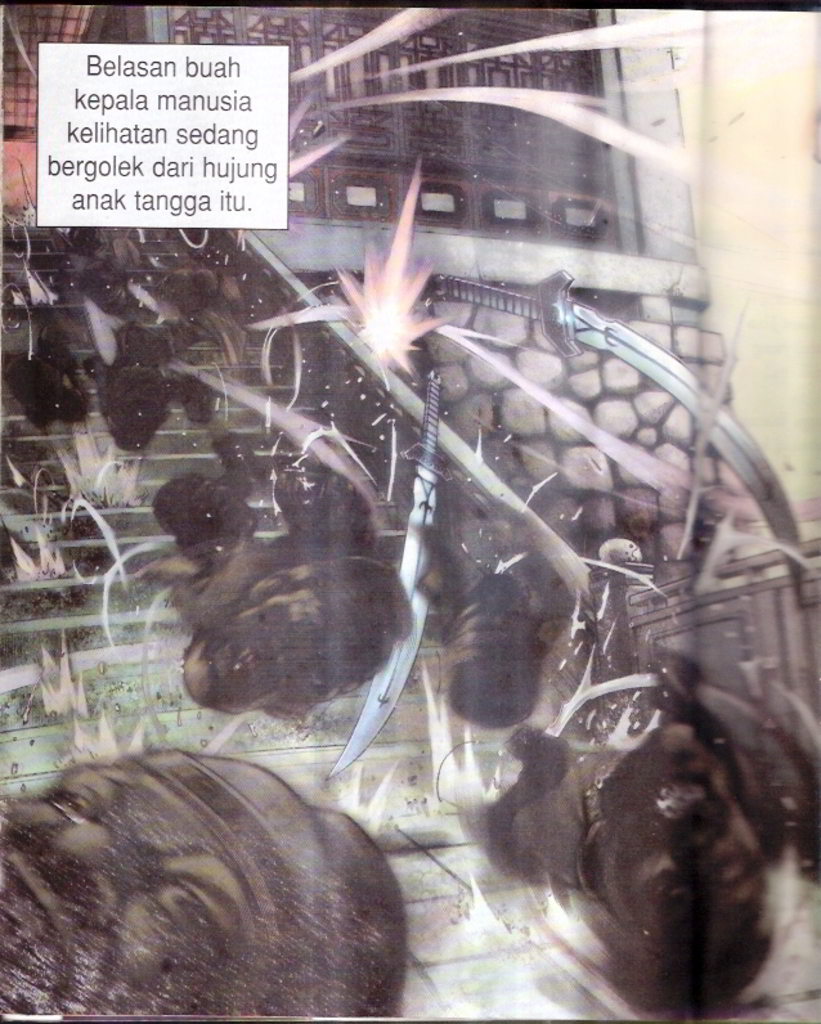 Belasan buah
kepala manusia
kelihatan sedang
bergolek dari hujung
anak tangga itu.